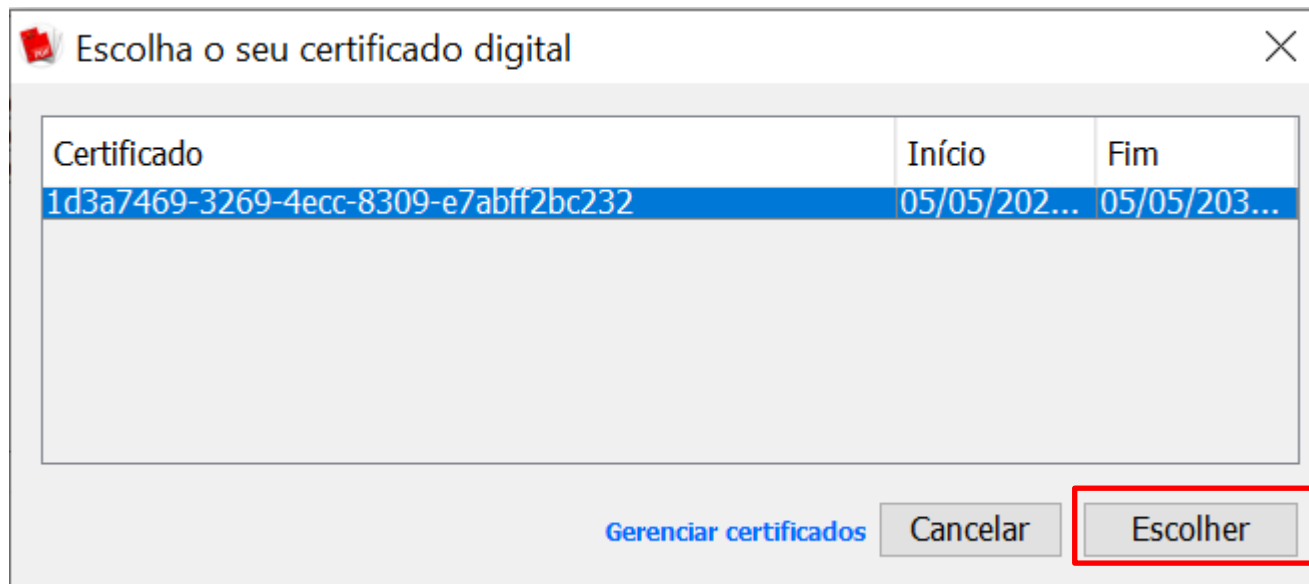 Escolha o seu certificado digital
Certificado Início Fim
1d3a7469-3269-4ecc-8309-e7abff2bc232 05/05/202... 05/05/203...
Gerenciar certificados Cancelar Escolher